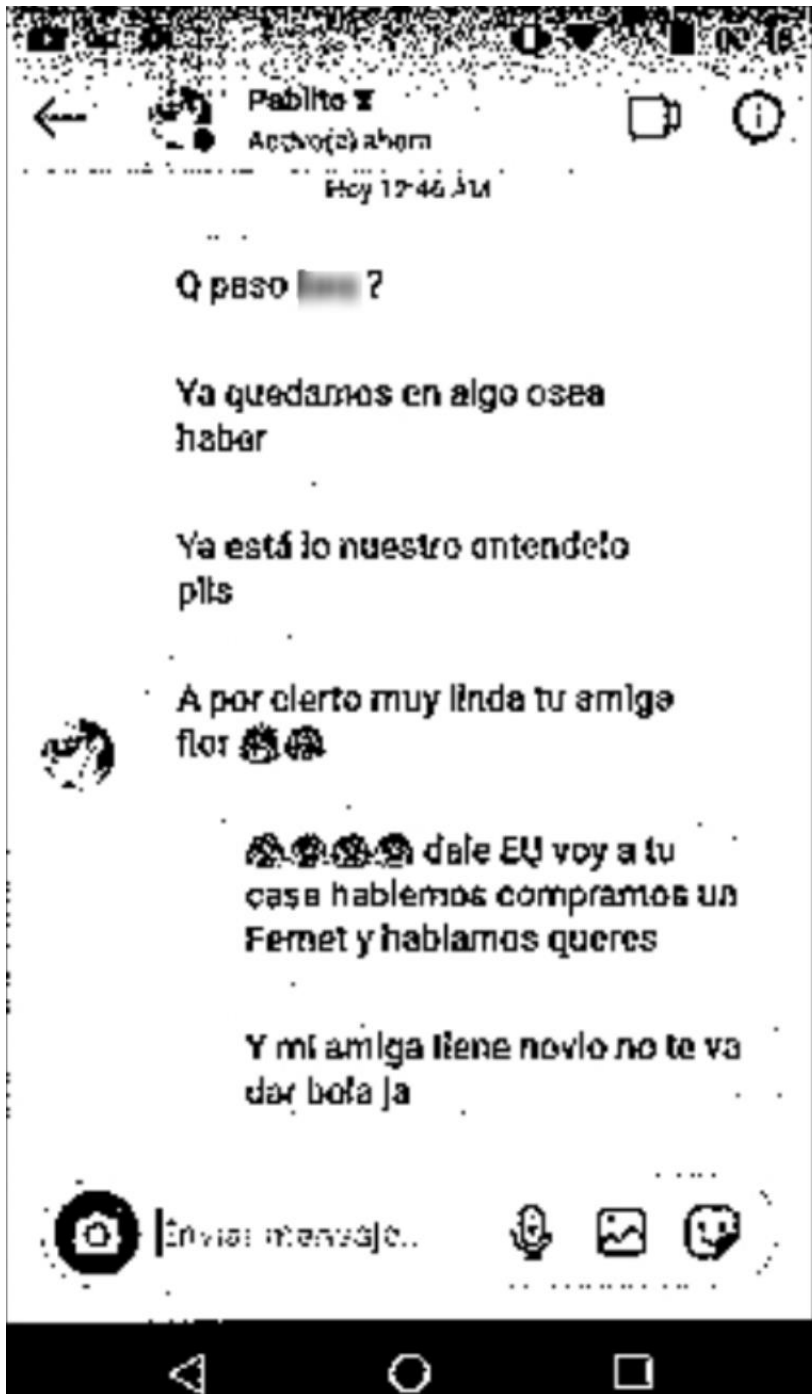 Pablito
Activo(a) ahora
Hoy 12:46 AM
Q paso ?
Ya quedamos en algo osea
haber
Ya está lo nuestro entendelo
plis
A por cierto muy linda tu amiga
flor
dale EU voy a tu
casa hablemos compramos un
Fernet y hablamos queres
Y mi amiga tiene novio no te va
dar bola ja
Enviar mensaje..